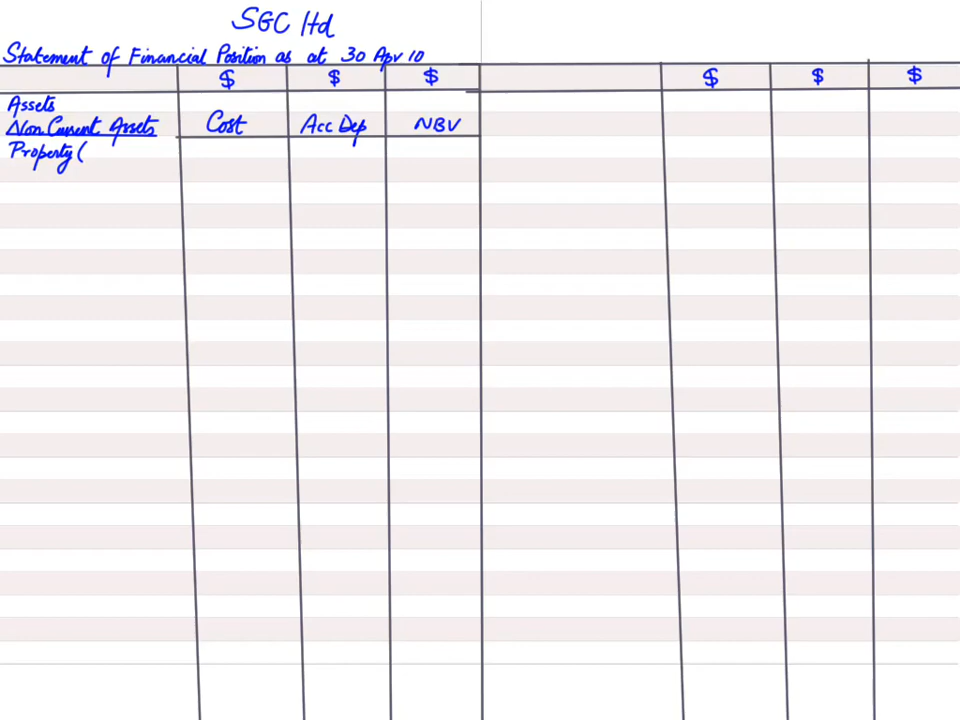 SGC ltd
Statement of Financial Position as at 30 Apr 10
$ $ $ $ $ $
Assets
Non Current Assets Cost Acc Dep NBV
Property (